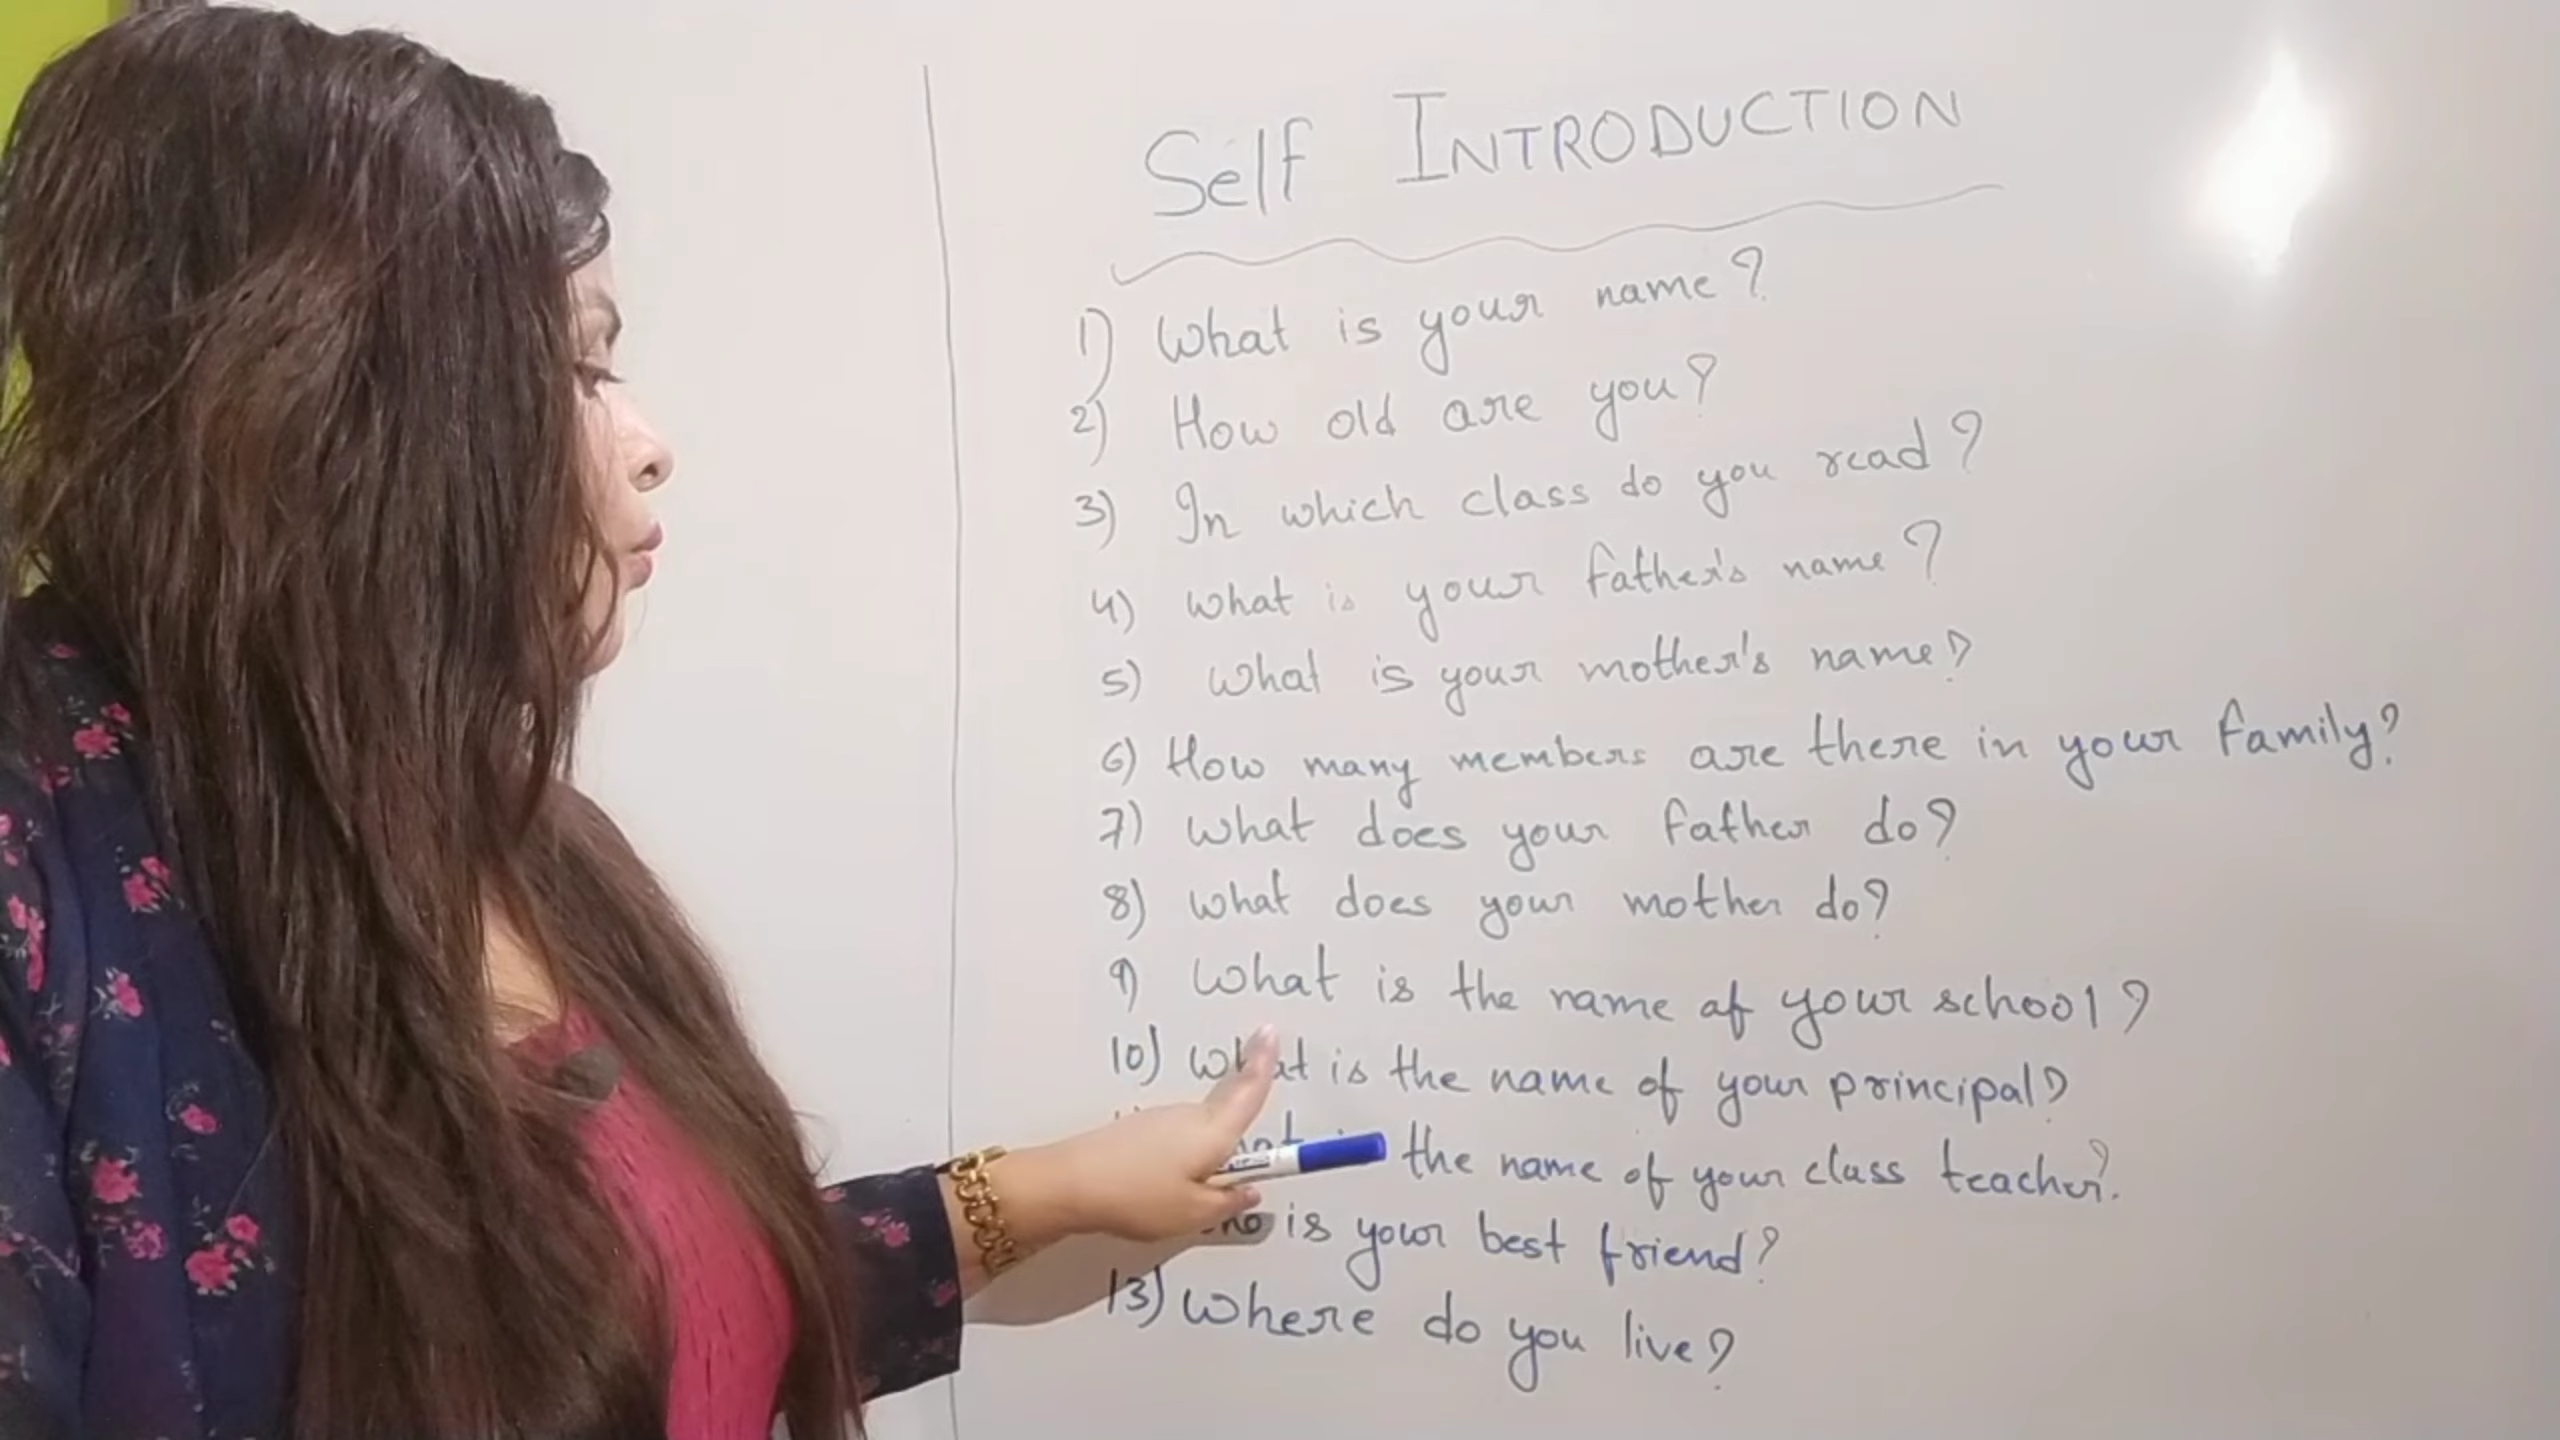 Self INTRODUCTION
1) What is your name?
2) How old are you?
3) In which class do you read?
4) What is your father's name?
5) What is your mother's name?
6) How many members are there in your family?
7) What does your father do?
8) What does your mother do?
9) What is the name of your school?
10) What is the name of your principal?
the name of your class teacher?
is your best friend?
13) Where do you live?